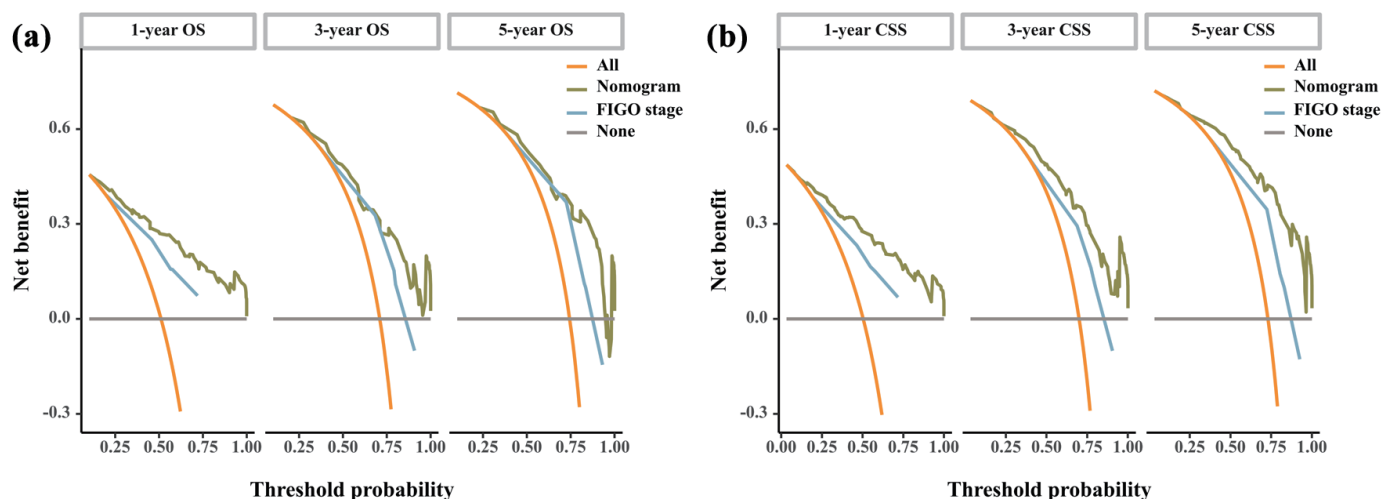 (a)
1-year OS
3-year OS
5-year OS
All
Nomogram
FIGO stage
None
Net benefit
0.6
0.3
0.0
-0.3
0.25 0.50 0.75 1.00
0.25 0.50 0.75 1.00
0.25 0.50 0.75 1.00
Threshold probability
(b)
1-year CSS
3-year CSS
5-year CSS
All
Nomogram
FIGO stage
None
Net benefit
0.6
0.3
0.0
-0.3
0.00 0.25 0.50 0.75 1.00
0.25 0.50 0.75 1.00
0.25 0.50 0.75 1.00
Threshold probability